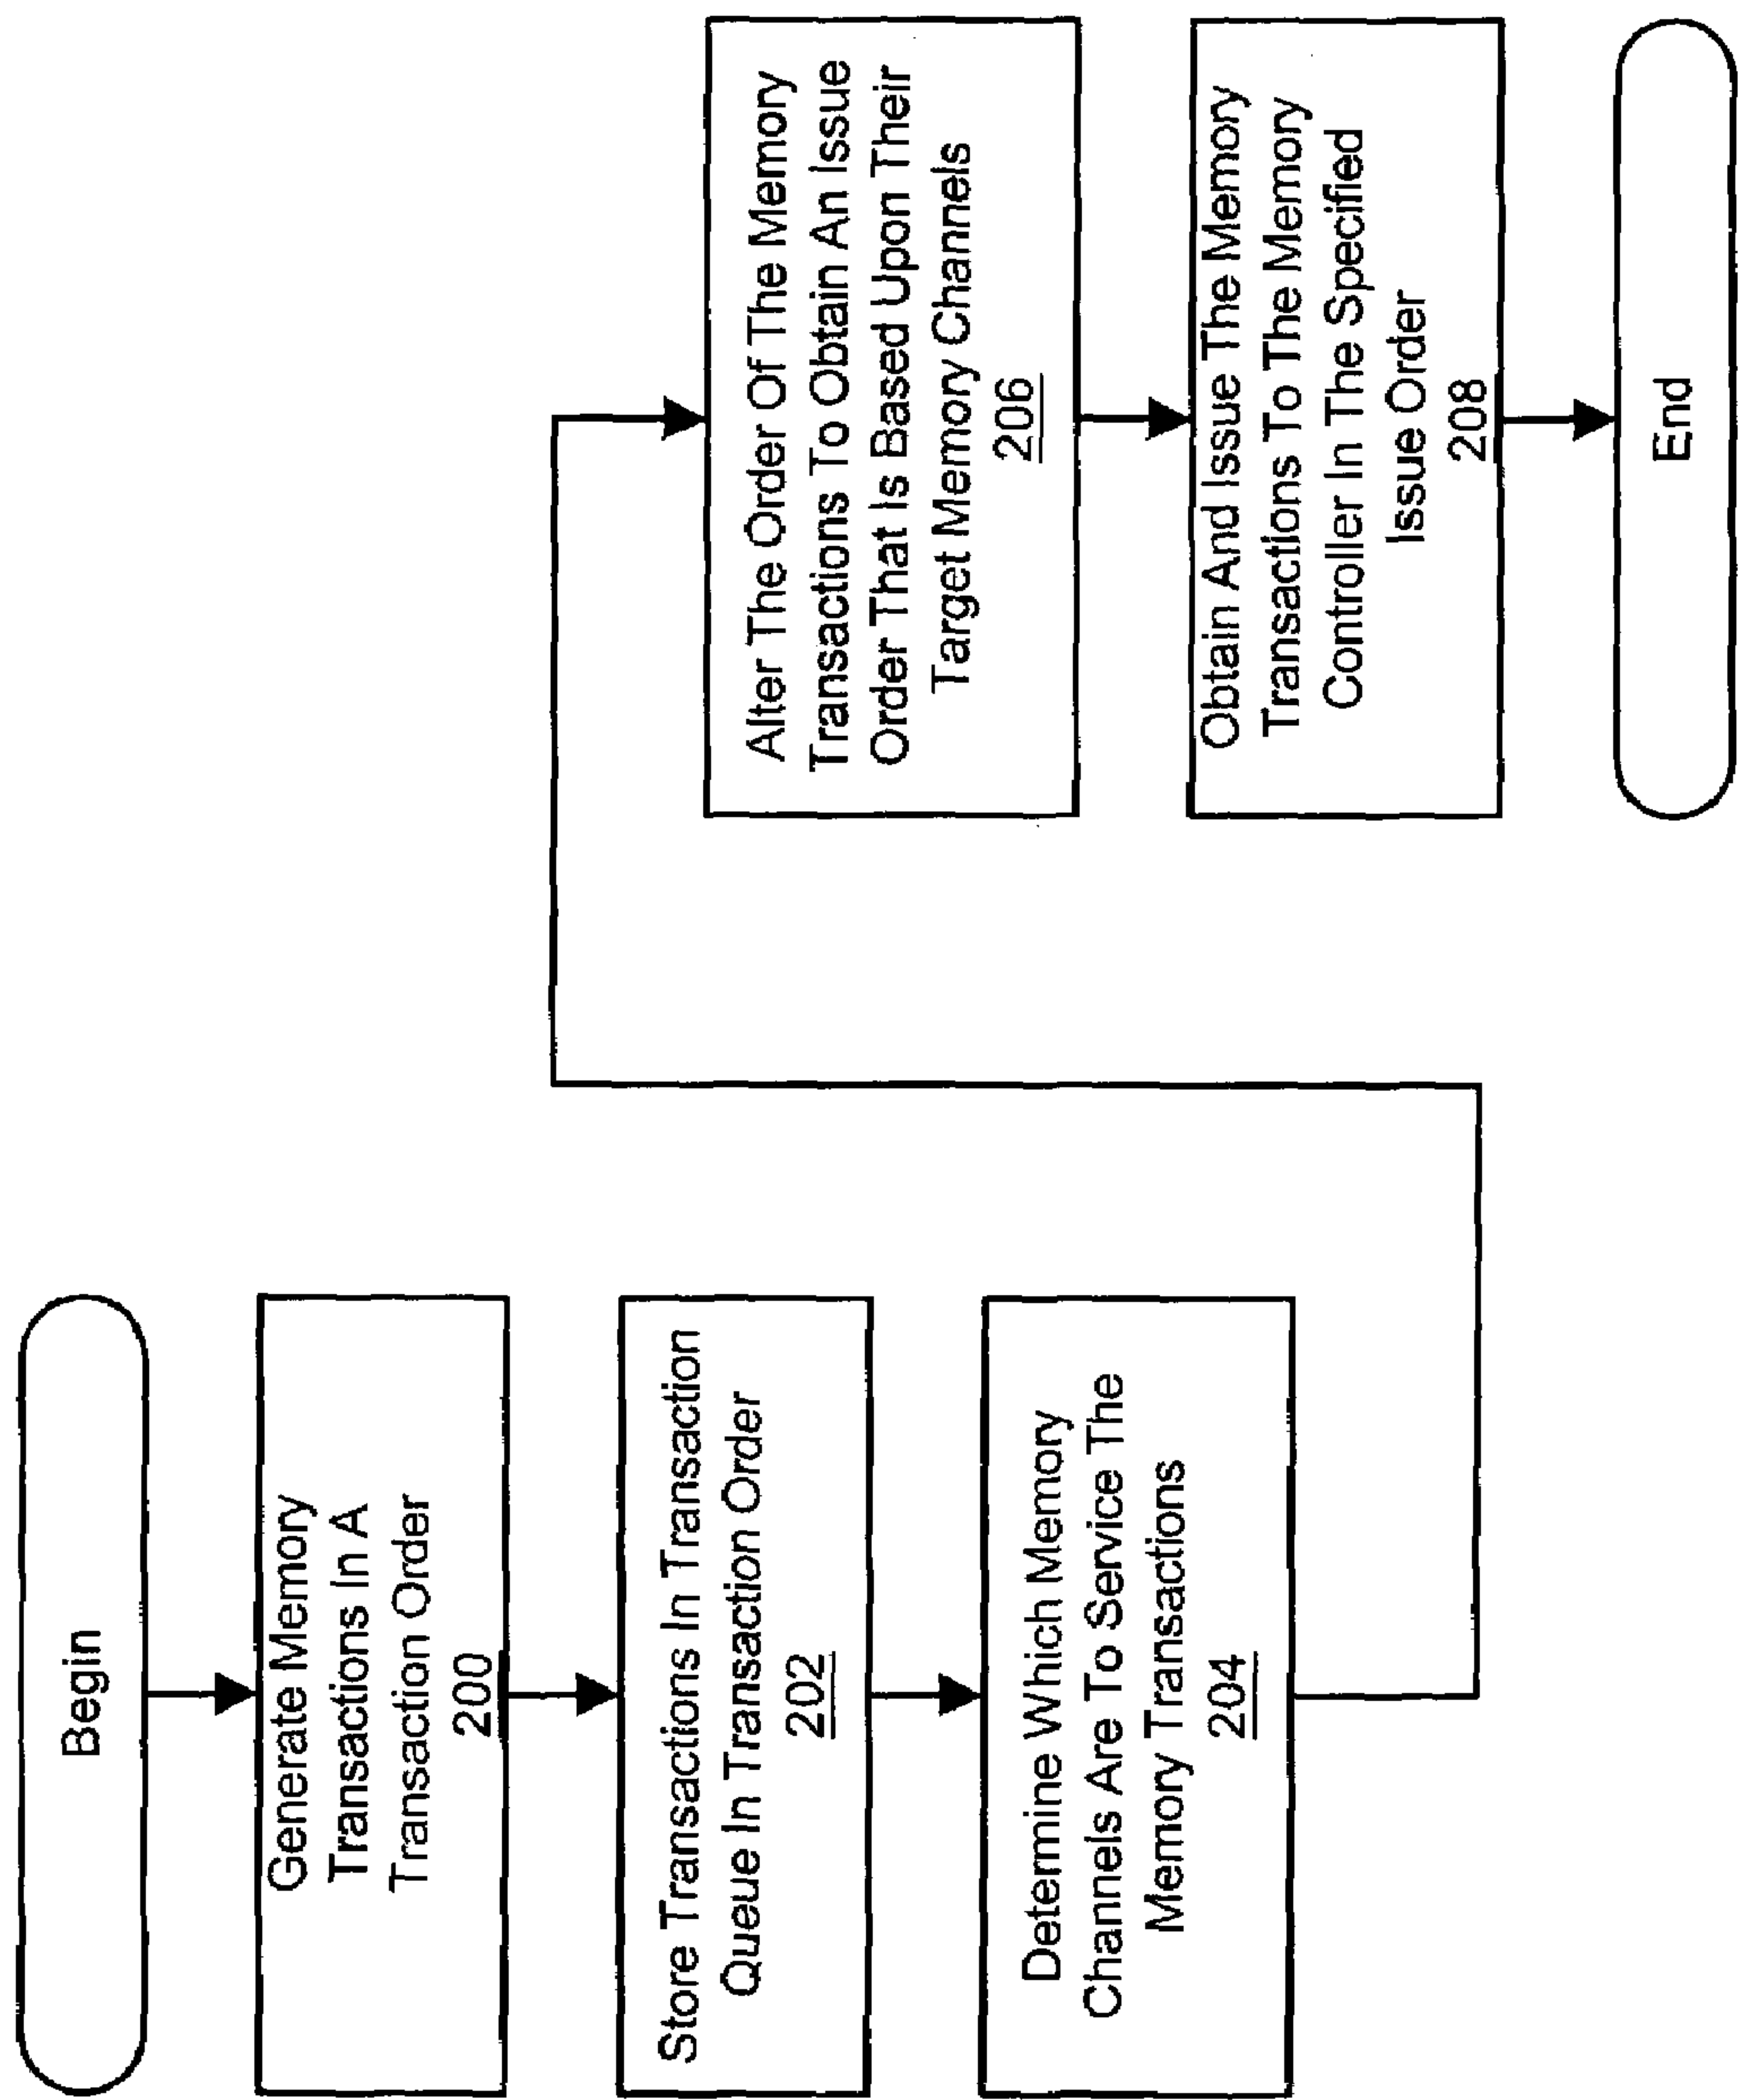 Begin
Generate Memory
Transactions In A
Transaction Order
200
Store Transactions In Transaction
Queue In Transaction Order
202
Determine Which Memory
Channels Are To Service The
Memory Transactions
204
Alter The Order Of The Memory
Transactions To Obtain An Issue
Order That Is Based Upon Their
Target Memory Channels
206
Obtain And Issue The Memory
Transactions To The Memory
Controller In The Specified
Issue Order
208
End